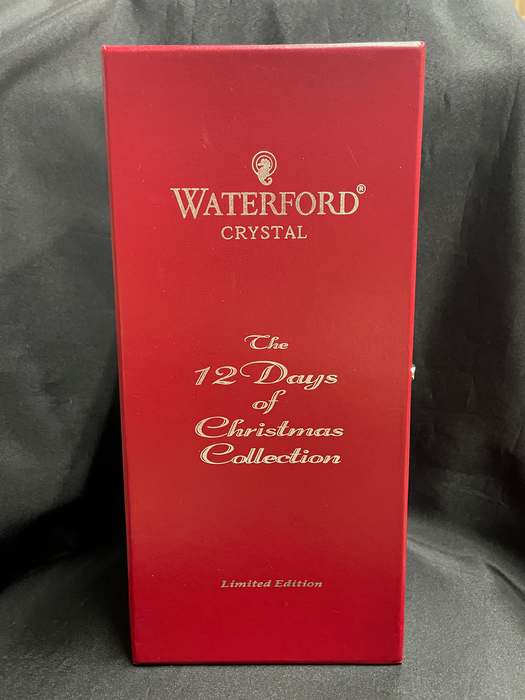 WATERFORD®
CRYSTAL
The
12 Days
of
Christmas
Collection
Limited Edition